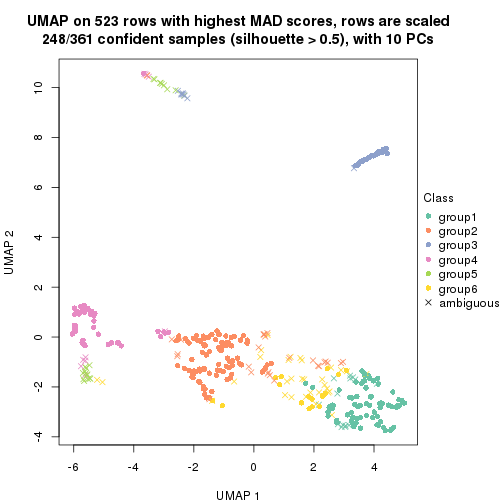 UMAP on 523 rows with highest MAD scores, rows are scaled
248/361 confident samples (silhouette > 0.5), with 10 PCs
10
8
6
4
2
0
-2
-4
UMAP 2
-6
-4
-2
0
2
4
UMAP 1
Class
group1
group2
group3
group4
group5
group6
ambiguous